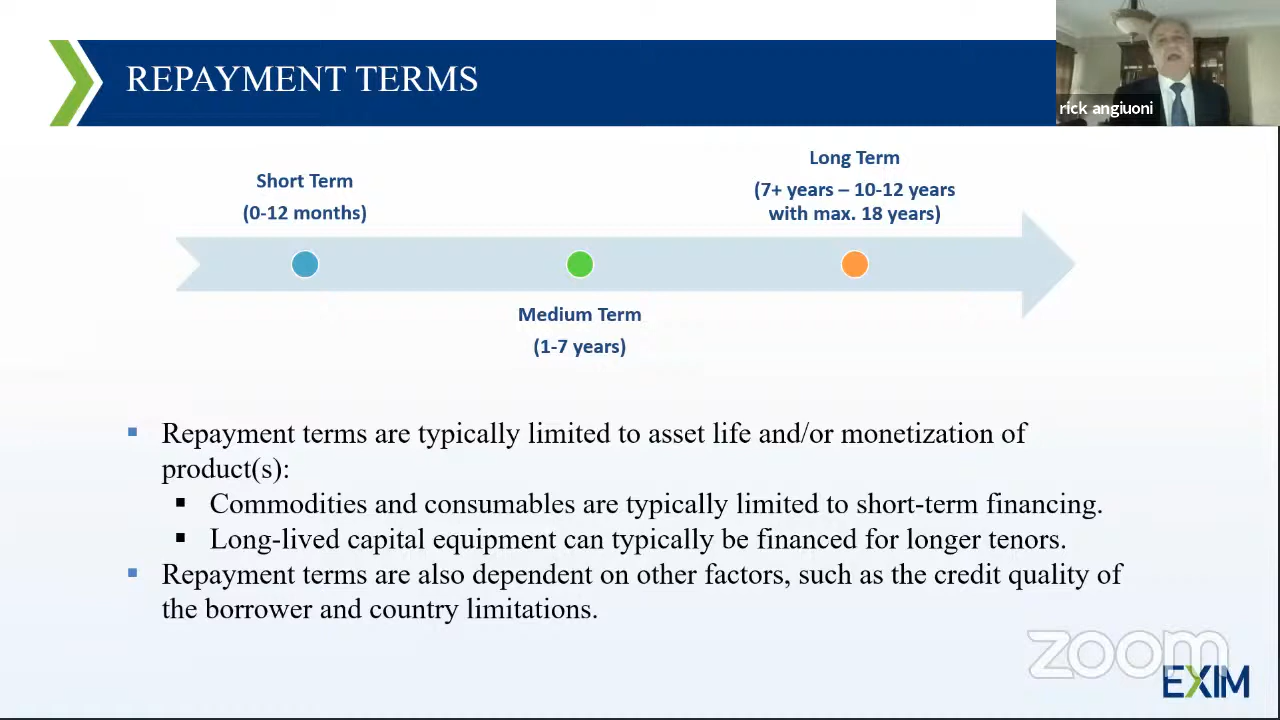 REPAYMENT TERMS
rick angiuoni
Long Term
(7+ years – 10-12 years
with max. 18 years)
Short Term
(0-12 months)
Medium Term
(1-7 years)
▪ Repayment terms are typically limited to asset life and/or monetization of
product(s):
▪ Commodities and consumables are typically limited to short-term financing.
▪ Long-lived capital equipment can typically be financed for longer tenors.
▪ Repayment terms are also dependent on other factors, such as the credit quality of
the borrower and country limitations.
zoom
EXIM